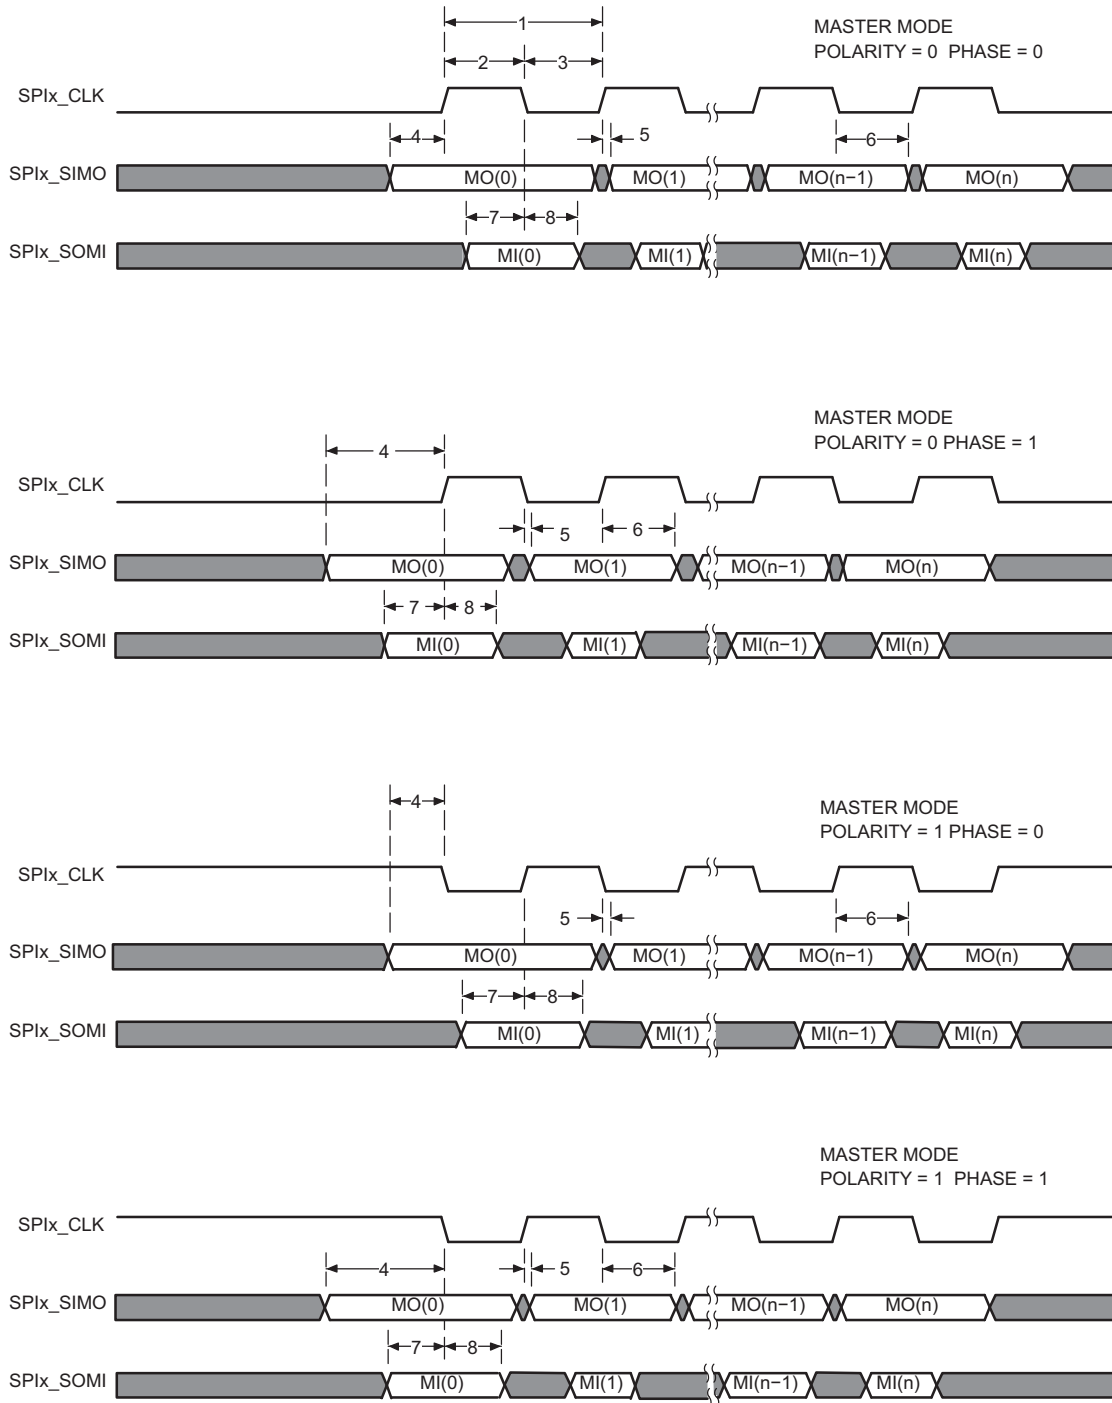 1
MASTER MODE
POLARITY = 0 PHASE = 0
2 3
SPIx_CLK
4 5 6
SPIx_SIMO MO(0) MO(1) MO(n−1) MO(n)
7 8
SPIx_SOMI MI(0) MI(1) MI(n−1) MI(n)
MASTER MODE
POLARITY = 0 PHASE = 1
4
SPIx_CLK
5 6
SPIx_SIMO MO(0) MO(1) MO(n−1) MO(n)
7 8
SPIx_SOMI MI(0) MI(1) MI(n−1) MI(n)
4
MASTER MODE
POLARITY = 1 PHASE = 0
SPIx_CLK
5 6
SPIx_SIMO MO(0) MO(1) MO(n−1) MO(n)
7 8
SPIx_SOMI MI(0) MI(1) MI(n−1) MI(n)
MASTER MODE
POLARITY = 1 PHASE = 1
SPIx_CLK
4 5 6
SPIx_SIMO MO(0) MO(1) MO(n−1) MO(n)
7 8
SPIx_SOMI MI(0) MI(1) MI(n−1) MI(n)